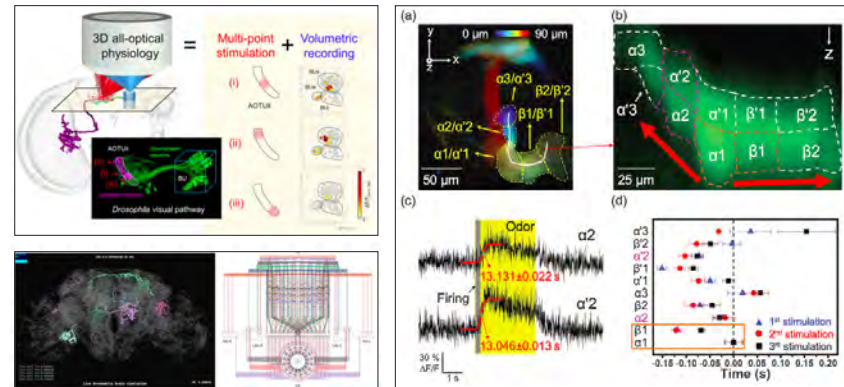 3D all-optical
physiology
=
Multi-point
stimulation
+
Volumetric
recording
(i)
AOTUil
(ii)
(iii)
AOTUil
BU
Drosophila visual pathway
(a)
0 µm
90 µm
y
x
z
α3/α'3
β2/β'2
β1/β'1
α2/α'2
α1/α'1
50 µm
(b)
Z
α3
α'2
α'3
α2
α'1
β'1
β'2
α1
β1
β2
25 µm
(c)
Odor
α2
13.131±0.022 s
Firing
α'2
13.046±0.013 s
30 %
ΔF/F
1 s
(d)
α'3
β'2
α'2
β'1
α'1
α3
β2
α2
β1
α1
1st stimulation
2nd stimulation
3rd stimulation
-0.15 -0.10 -0.05 0.00 0.05 0.10 0.15 0.20
Time (s)